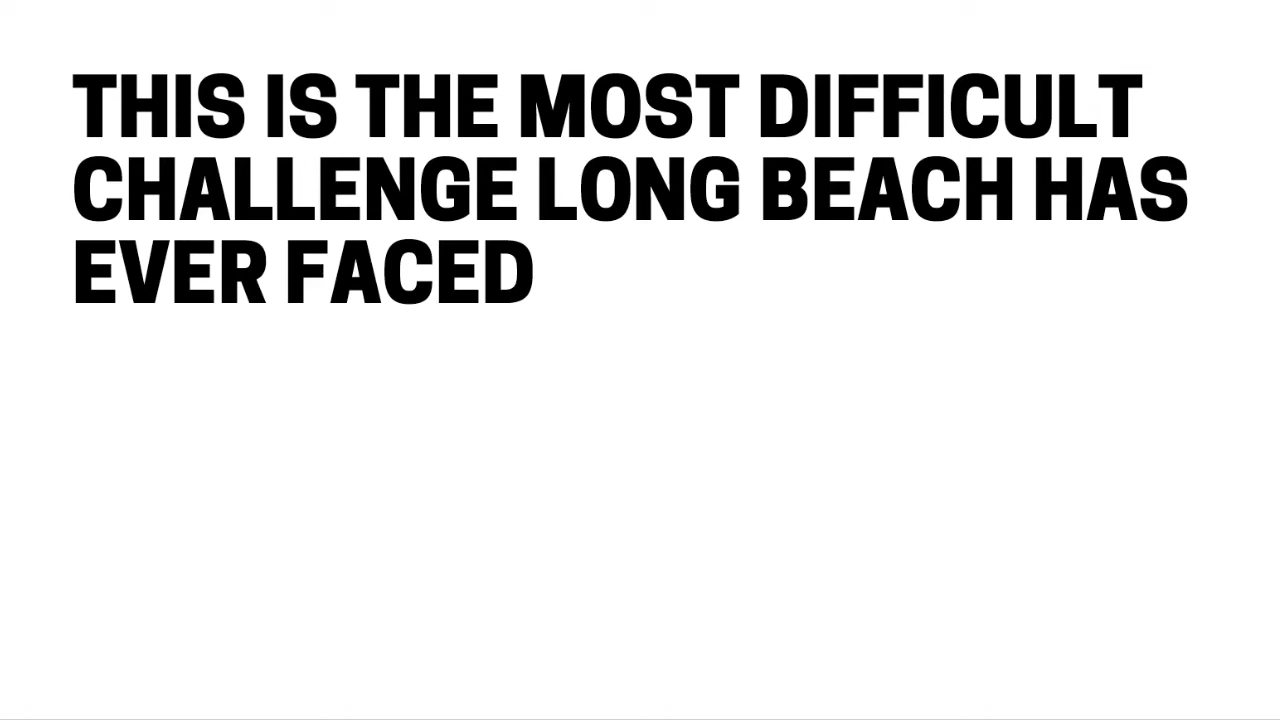 THIS IS THE MOST DIFFICULT
CHALLENGE LONG BEACH HAS
EVER FACED